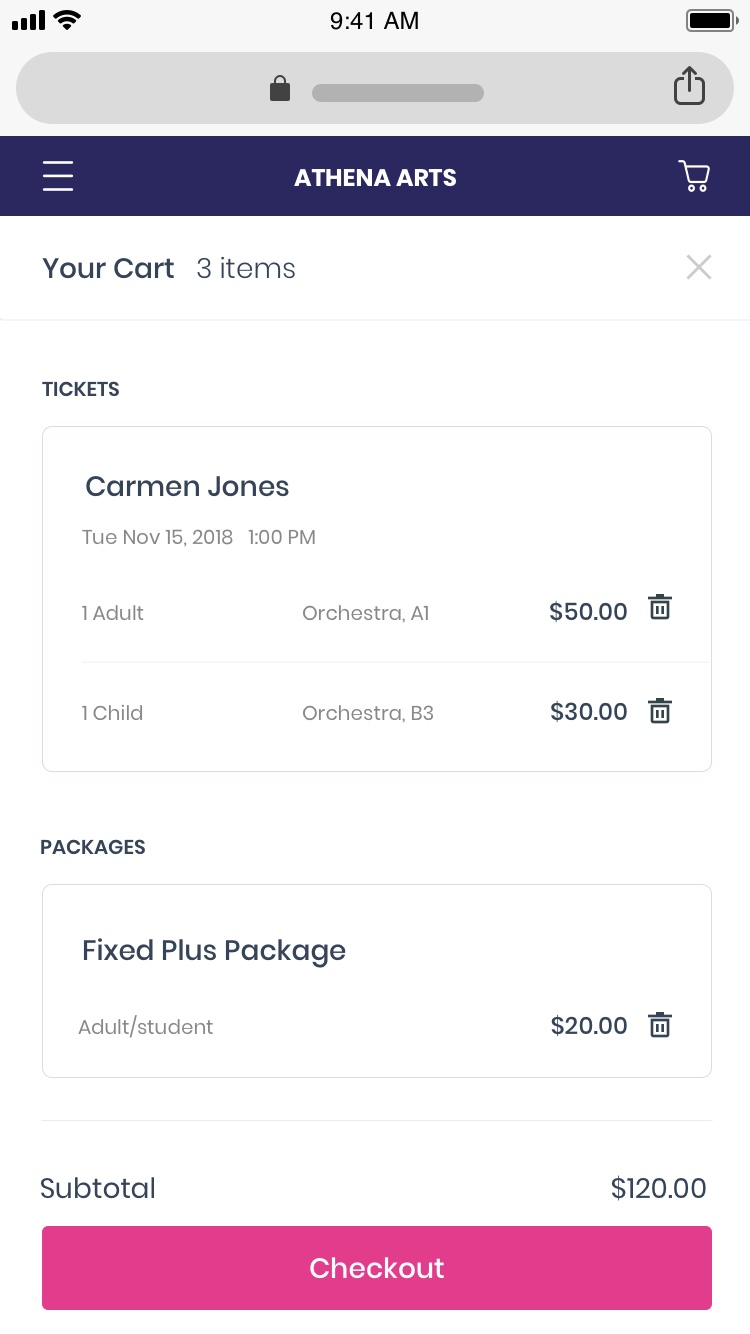 9:41 AM
ATHENA ARTS
Your Cart 3 items
TICKETS
Carmen Jones
Tue Nov 15, 2018 1:00 PM
1 Adult Orchestra, A1 $50.00
1 Child Orchestra, B3 $30.00
PACKAGES
Fixed Plus Package
Adult/student $20.00
Subtotal $120.00
Checkout